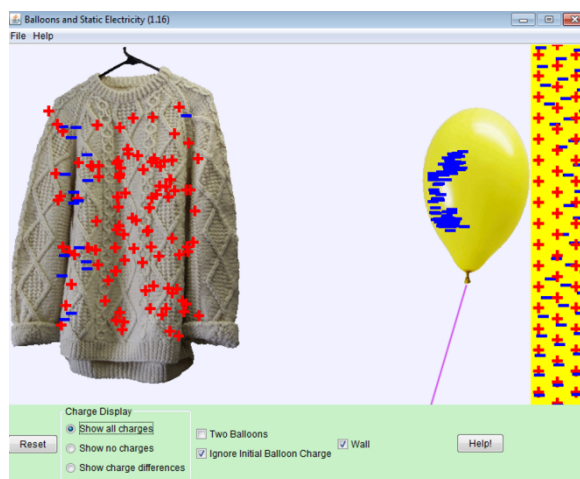 Balloons and Static Electricity (1.16)
File Help
Charge Display
Reset
Show all charges
Show no charges
Show charge differences
Two Balloons
Ignore Initial Balloon Charge
Wall
Help!